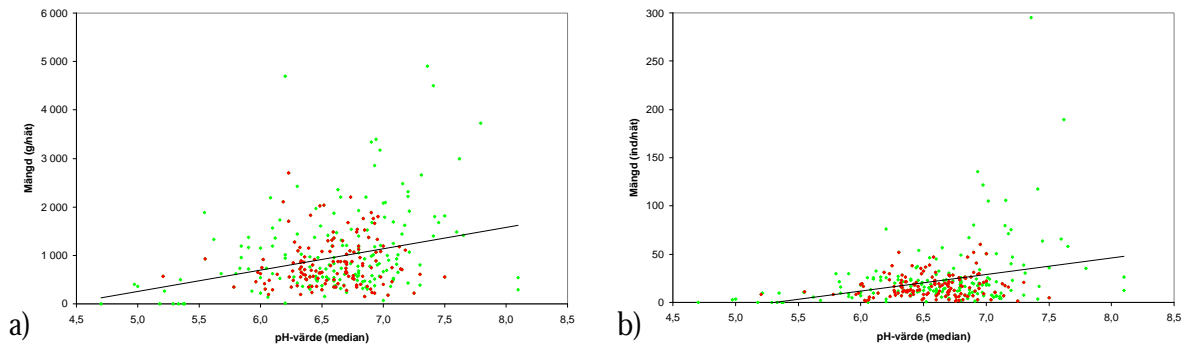 6 000
5 000
4 000
3 000
2 000
1 000
0
Mängd (g/nät)
4,5 5,0 5,5 6,0 6,5 7,0 7,5 8,0 8,5
pH-värde (median)
a)
300
250
200
150
100
50
0
Mängd (ind/nät)
4,5 5,0 5,5 6,0 6,5 7,0 7,5 8,0 8,5
pH-värde (median)
b)